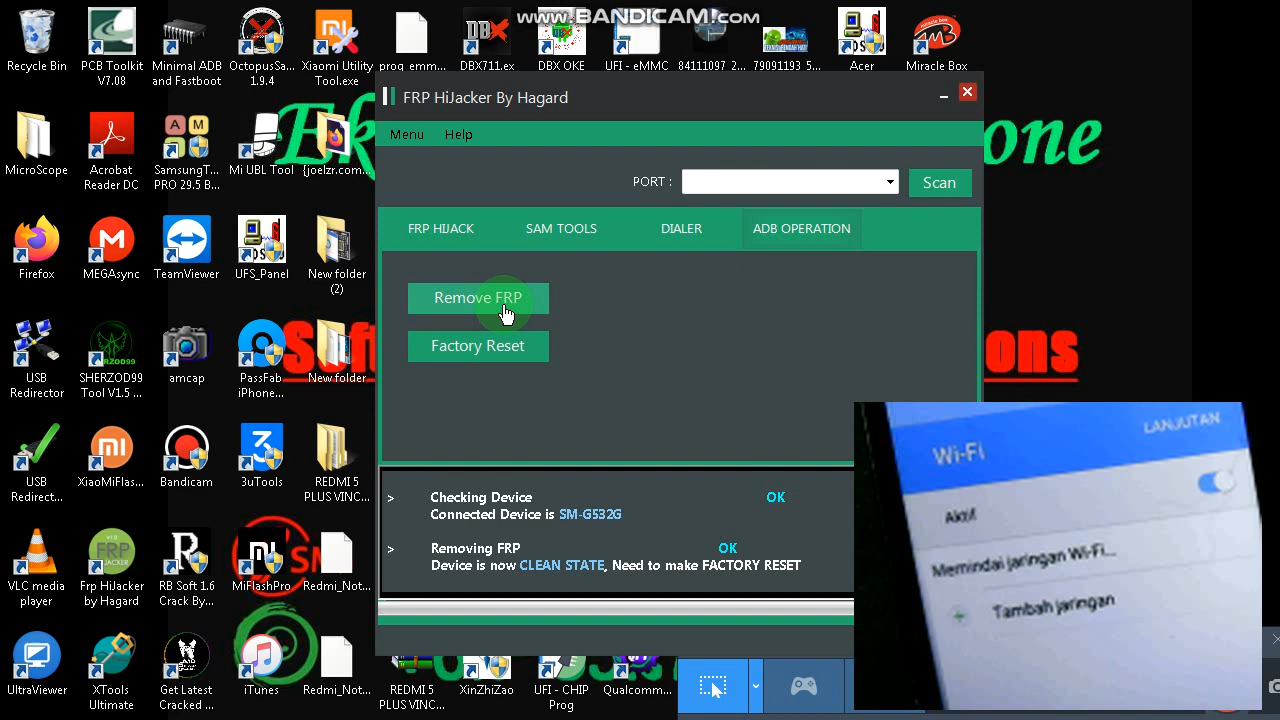 www.BANDICAM.com
Recycle Bin
PCB Toolkit
V7.08
Minimal ADB
and Fastboot
OctopusSa...
1.9.4
Xiaomi Utility
Tool.exe
prog_emm...
DBX711.ex
DBX OKE
UFI - eMMC
84111097_2...
79091193_5...
Acer
Miracle Box
one
MicroScope
Acrobat
Reader DC
SamsungT...
PRO 29.5 B...
Mi UBL Tool
{joelzr.com...
Firefox
MEGAsync
TeamViewer
UFS_Panel
New folder
(2)
USB
Redirector
SHERZOD99
Tool V1.5 ...
amcap
PassFab
iPhone...
New folder
USB
Redirect...
XiaoMiFlas...
Bandicam
3uTools
REDMI 5
PLUS VINC...
VLC media
player
Frp HiJacker
by Hagard
RB Soft 1.6
Crack By...
MiFlashPro
Redmi_Not...
UltraViewer
XTools
Ultimate
Get Latest
Cracked ...
iTunes
Redmi_Not...
REDMI 5
PLUS VINC...
XinZhiZao
UFI - CHIP
Prog
Qualcomm...
FRP HiJacker By Hagard
Menu Help
PORT :
Scan
FRP HIJACK SAM TOOLS DIALER ADB OPERATION
Remove FRP
Factory Reset
> Checking Device OK
Connected Device is SM-G532G
> Removing FRP OK
Device is now CLEAN STATE, Need to make FACTORY RESET
Wi-Fi LANJUTAN
Aktif
Memindai jaringan Wi-Fi...
+ Tambah jaringan